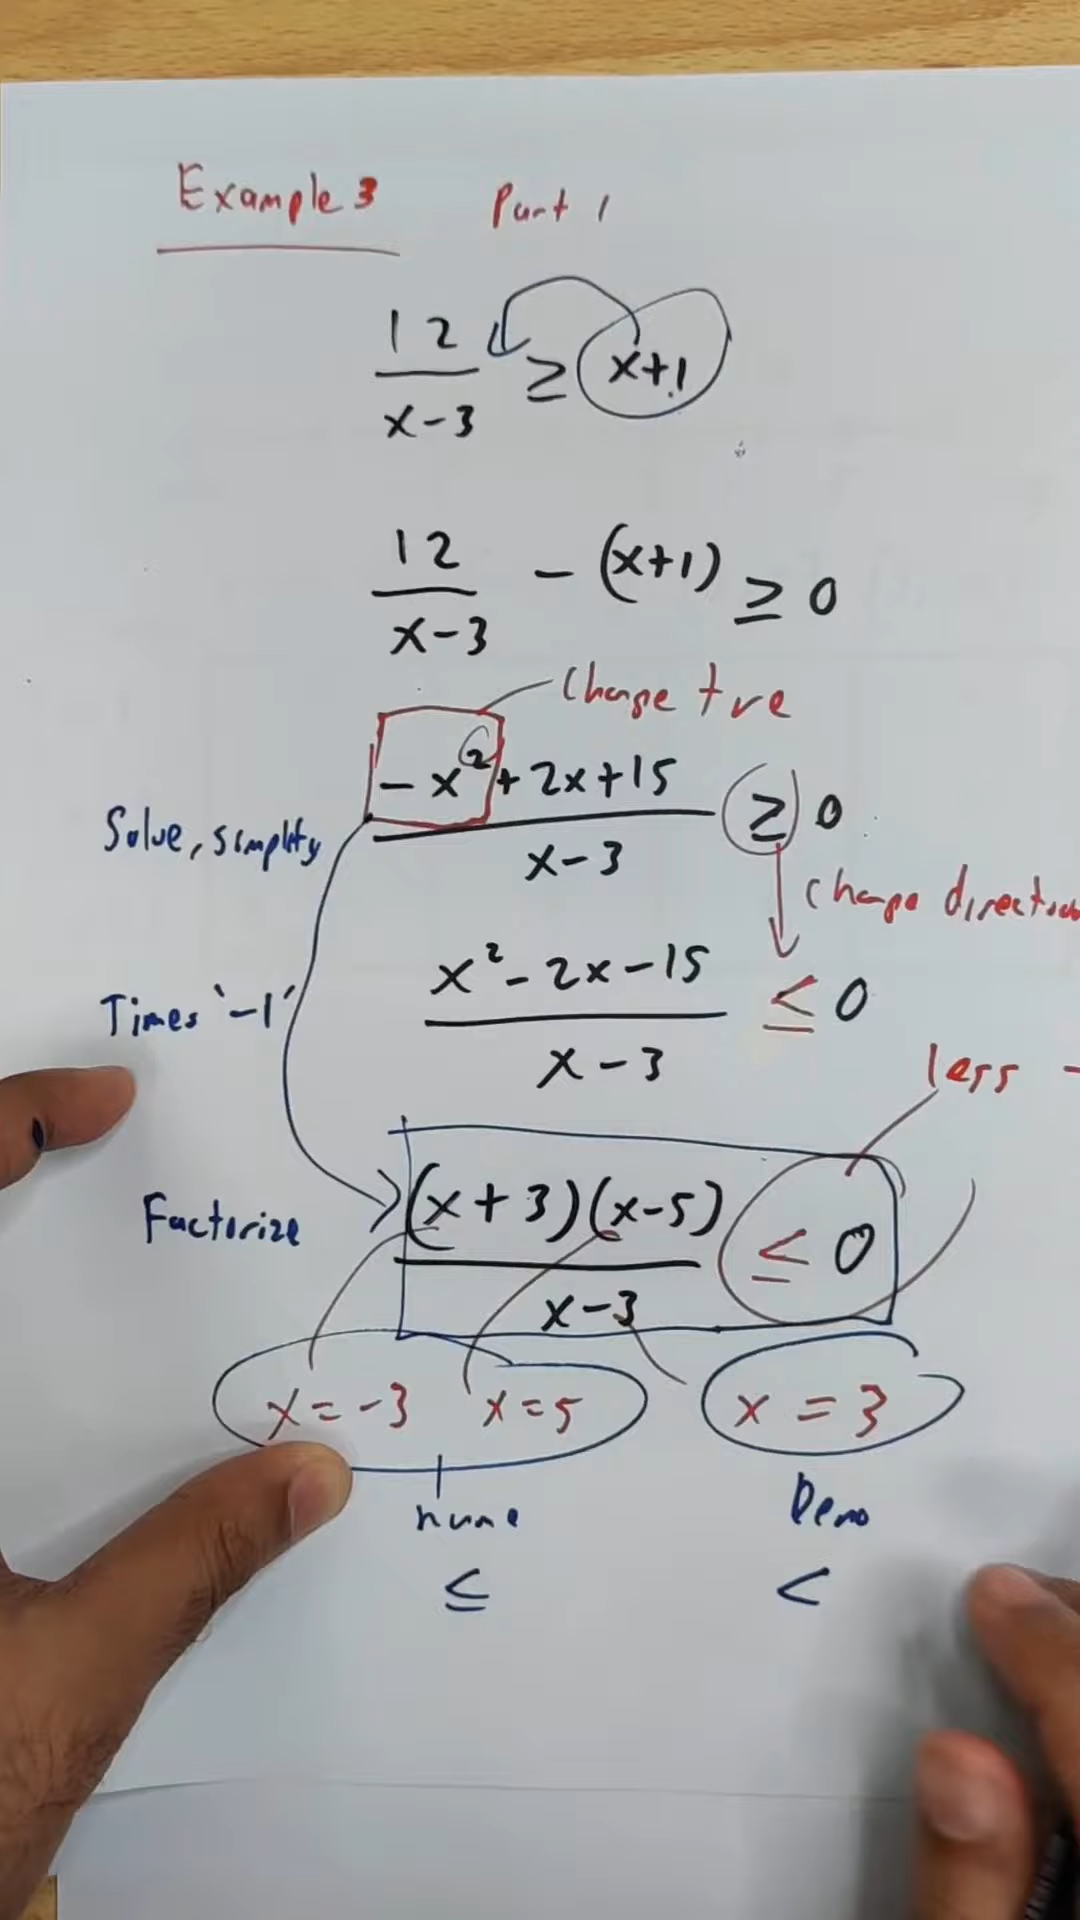 Example 3 Part 1
12/(x-3) ≥ x+1
12/(x-3) - (x+1) ≥ 0
Change +ve
Solve, simplify (-x²+2x+15)/(x-3) ≥ 0
Change direction
Times '-1' (x²-2x-15)/(x-3) ≤ 0
less -
Factorize (x+3)(x-5)/(x-3) ≤ 0
x=-3 x=5 x=3
nume Deno
≤ <